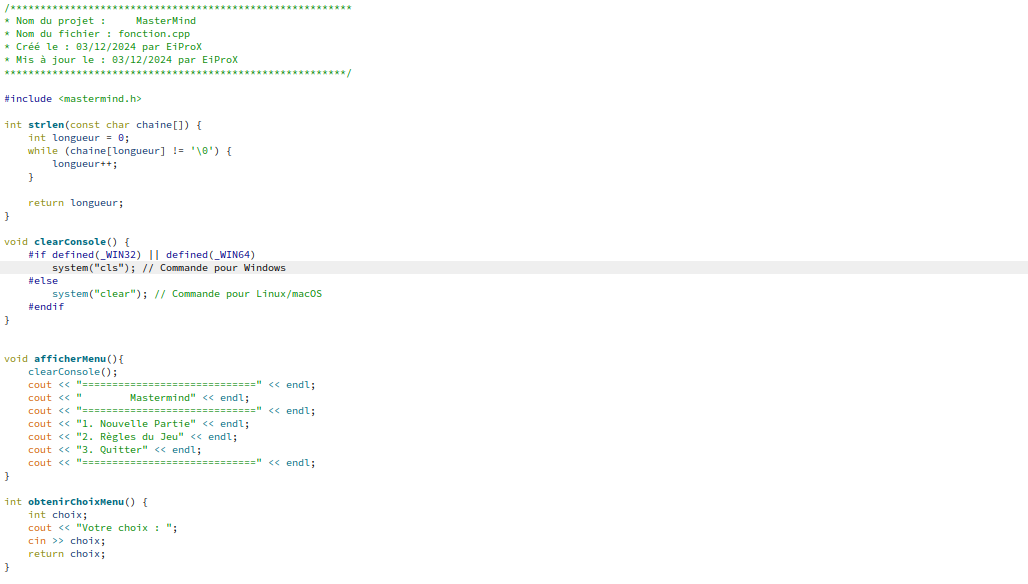 /*********************************************************
* Nom du projet :     MasterMind
* Nom du fichier : fonction.cpp
* Créé le : 03/12/2024 par EiProX
* Mis à jour le : 03/12/2024 par EiProX
*********************************************************/
#include <mastermind.h>
int strlen(const char chaine[]) {
    int longueur = 0;
    while (chaine[longueur] != '\0') {
        longueur++;
    }
    return longueur;
}
void clearConsole() {
    #if defined(_WIN32) || defined(_WIN64)
        system("cls"); // Commande pour Windows
    #else
        system("clear"); // Commande pour Linux/macOS
    #endif
}
void afficherMenu(){
    clearConsole();
    cout << "=============================" << endl;
    cout << "        Mastermind" << endl;
    cout << "=============================" << endl;
    cout << "1. Nouvelle Partie" << endl;
    cout << "2. Règles du Jeu" << endl;
    cout << "3. Quitter" << endl;
    cout << "=============================" << endl;
}
int obtenirChoixMenu() {
    int choix;
    cout << "Votre choix : ";
    cin >> choix;
    return choix;
}